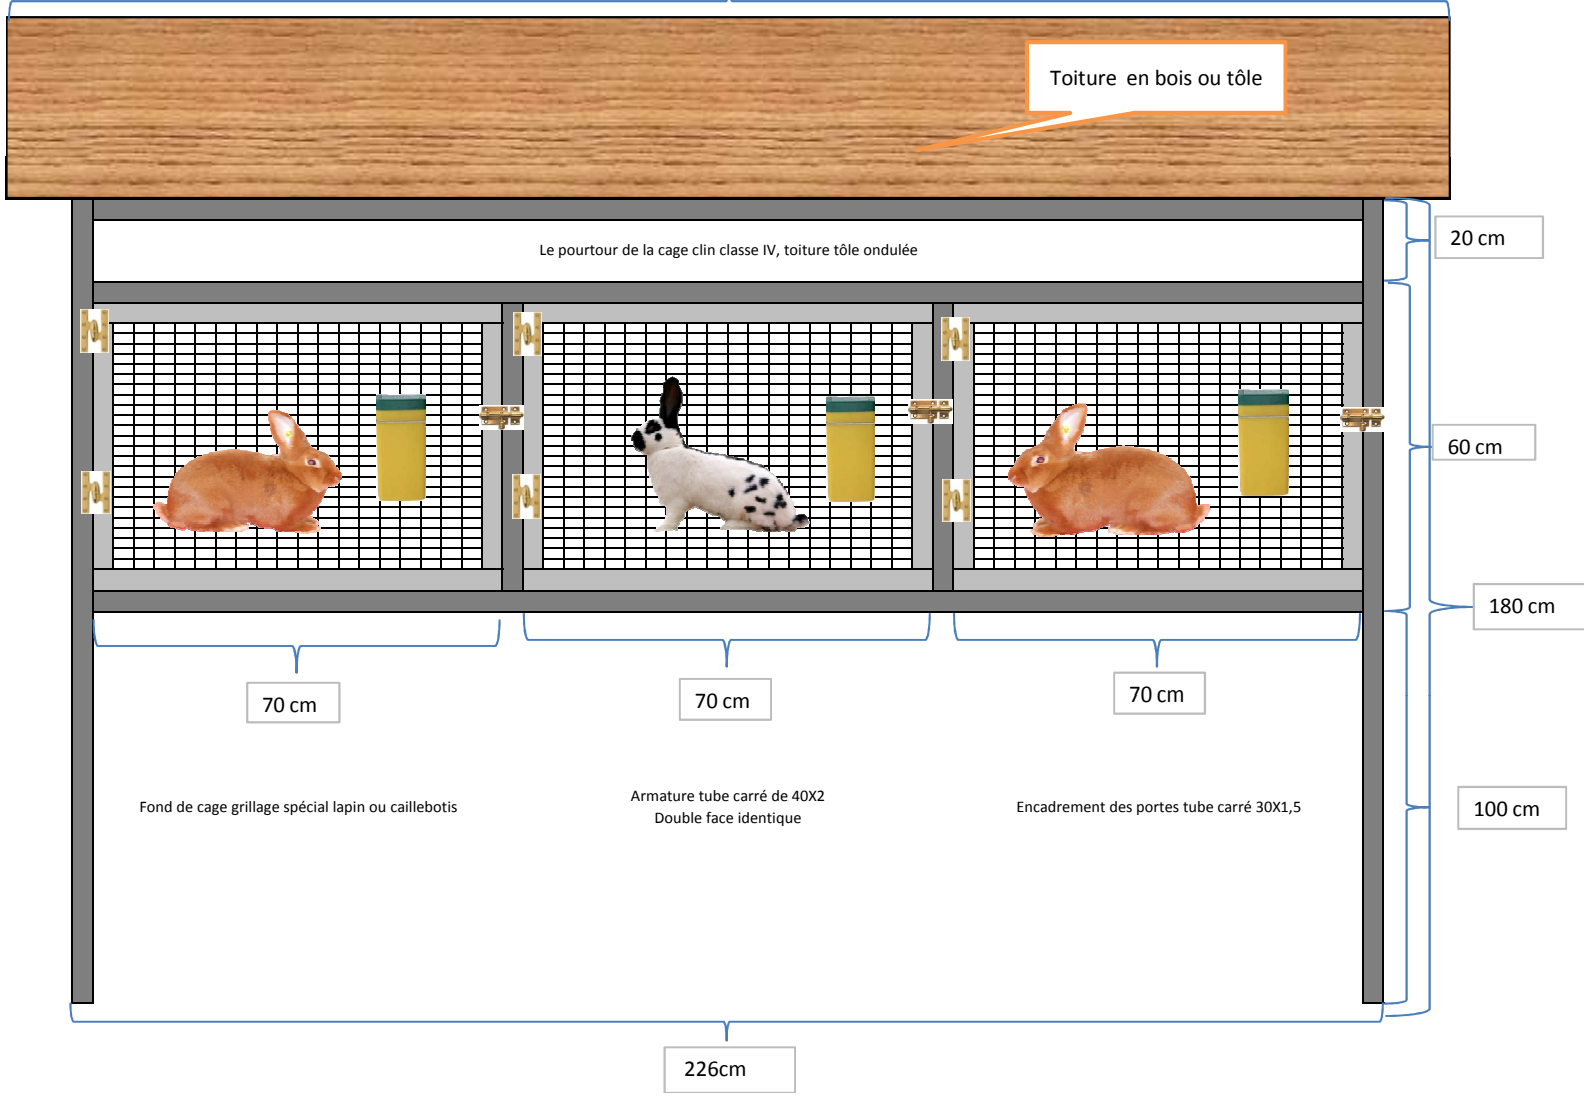 Toiture en bois ou tôle
20 cm
Le pourtour de la cage clin classe IV, toiture tôle ondulée
60 cm
180 cm
70 cm
70 cm
70 cm
Fond de cage grillage spécial lapin ou caillebotis
Armature tube carré de 40X2
Double face identique
Encadrement des portes tube carré 30X1,5
100 cm
226cm